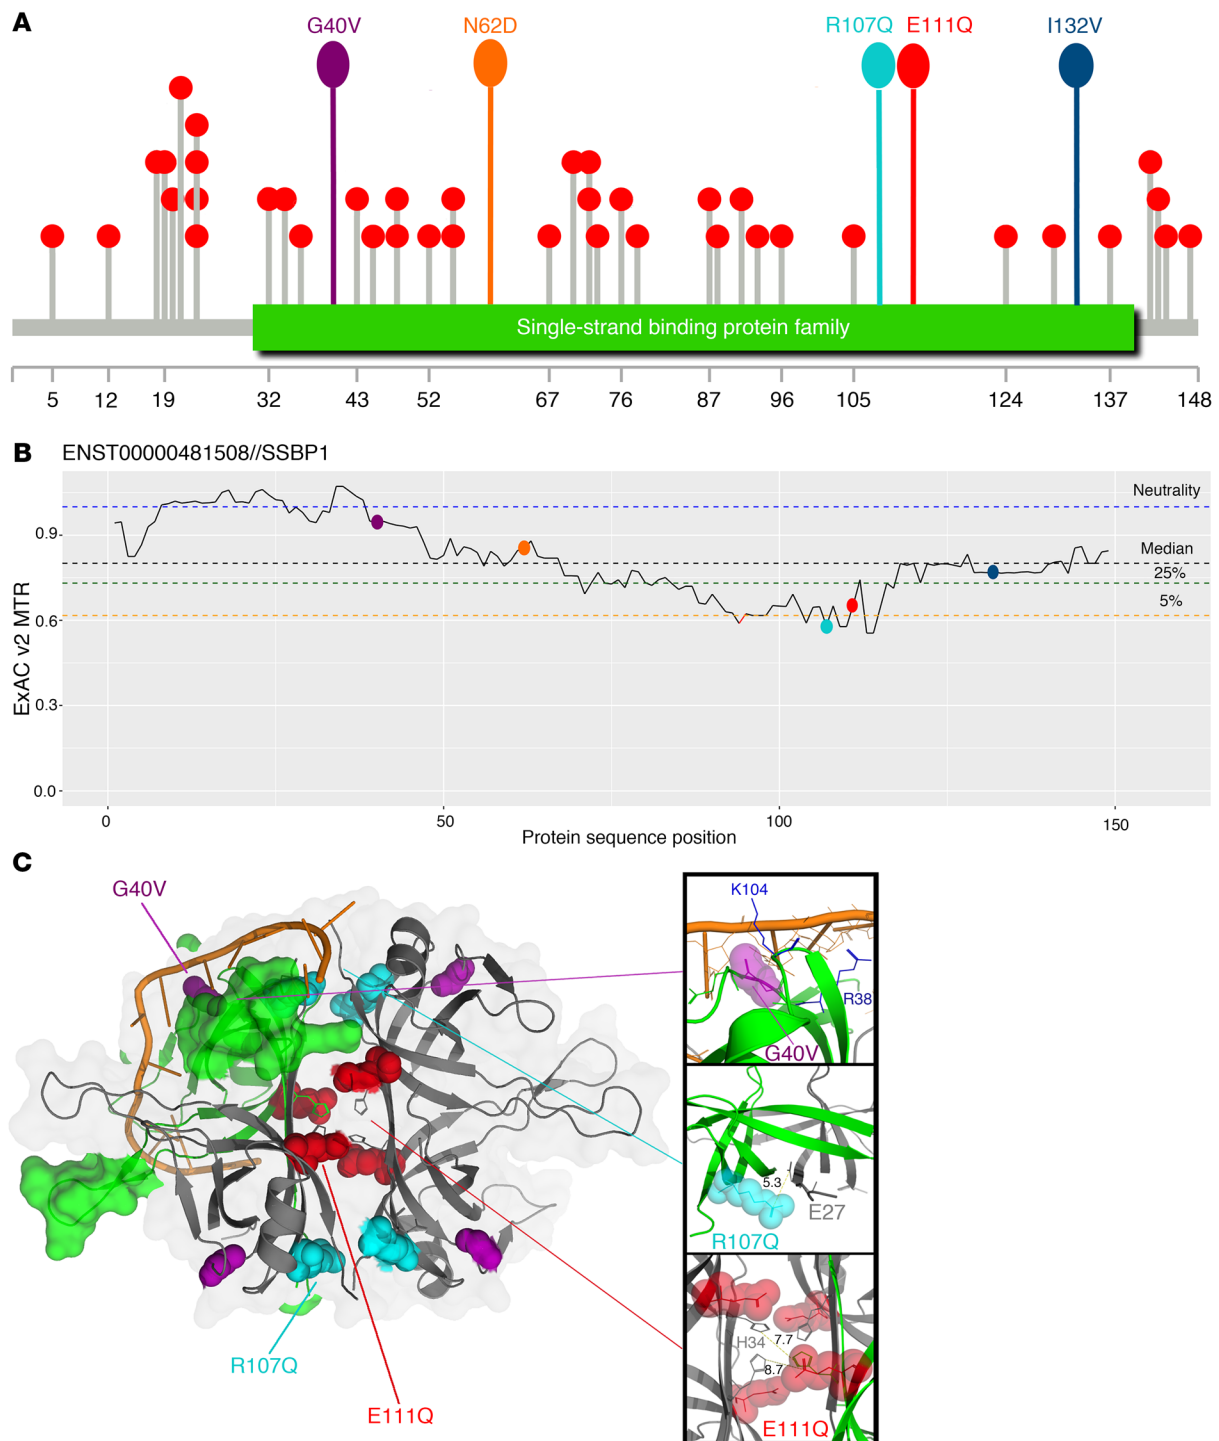 A
G40V N62D R107Q E111Q I132V
Single-strand binding protein family
5 12 19 32 43 52 67 76 87 96 105 124 137 148
B ENST00000481508//SSBP1
Neutrality
0.9
Median
25%
5%
0.6
ExAC v2 MTR
0.3
0.0
0 50 100 150
Protein sequence position
C
G40V
K104
R38
G40V
5.3
E27
R107Q
H34 7.7
8.7
E111Q
R107Q
E111Q